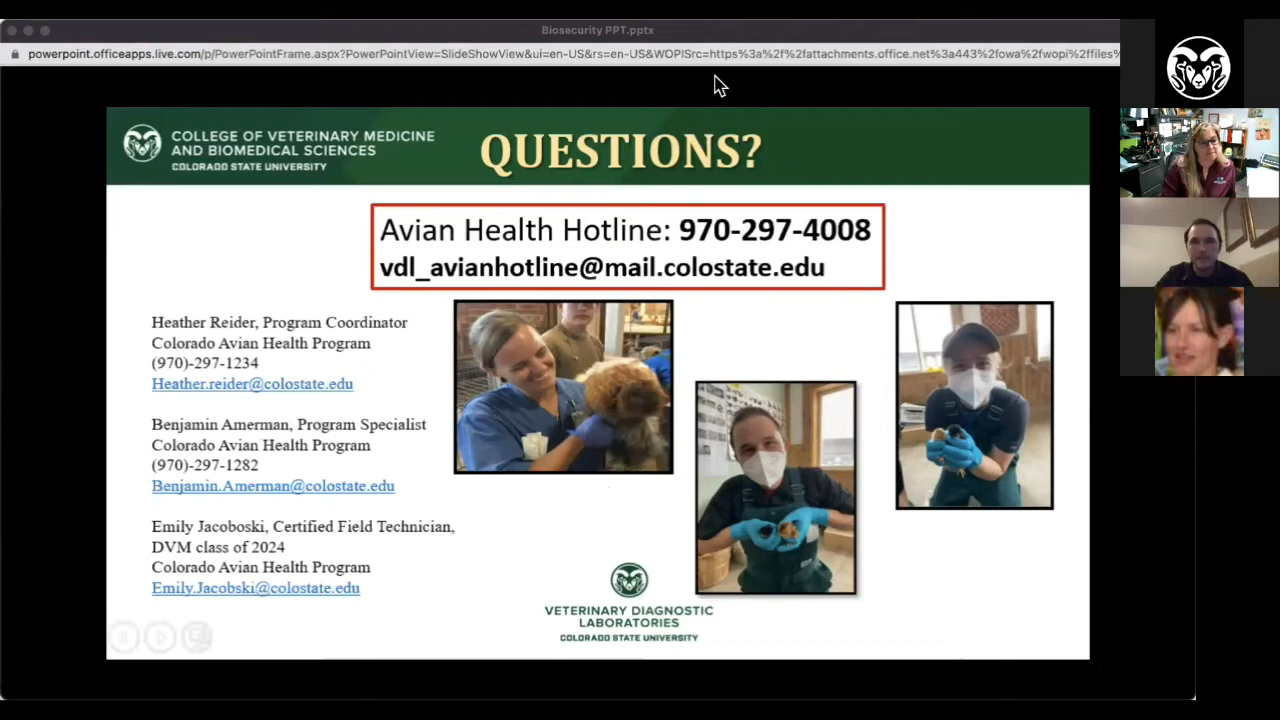 Biosecurity PPT.pptx
powerpoint.officeapps.live.com/p/PowerPointFrame.aspx?PowerPointView=SlideShowView&ui=en-US&rs=en-US&WOPISrc=https%3a%2f%2fattachments.office.net%3a443%2fowa%2fwopi%2ffiles%
COLLEGE OF VETERINARY MEDICINE
AND BIOMEDICAL SCIENCES
COLORADO STATE UNIVERSITY
QUESTIONS?
Avian Health Hotline: 970-297-4008
vdl_avianhotline@mail.colostate.edu
Heather Reider, Program Coordinator
Colorado Avian Health Program
(970)-297-1234
Heather.reider@colostate.edu
Benjamin Amerman, Program Specialist
Colorado Avian Health Program
(970)-297-1282
Benjamin.Amerman@colostate.edu
Emily Jacoboski, Certified Field Technician,
DVM class of 2024
Colorado Avian Health Program
Emily.Jacobski@colostate.edu
VETERINARY DIAGNOSTIC
LABORATORIES
COLORADO STATE UNIVERSITY